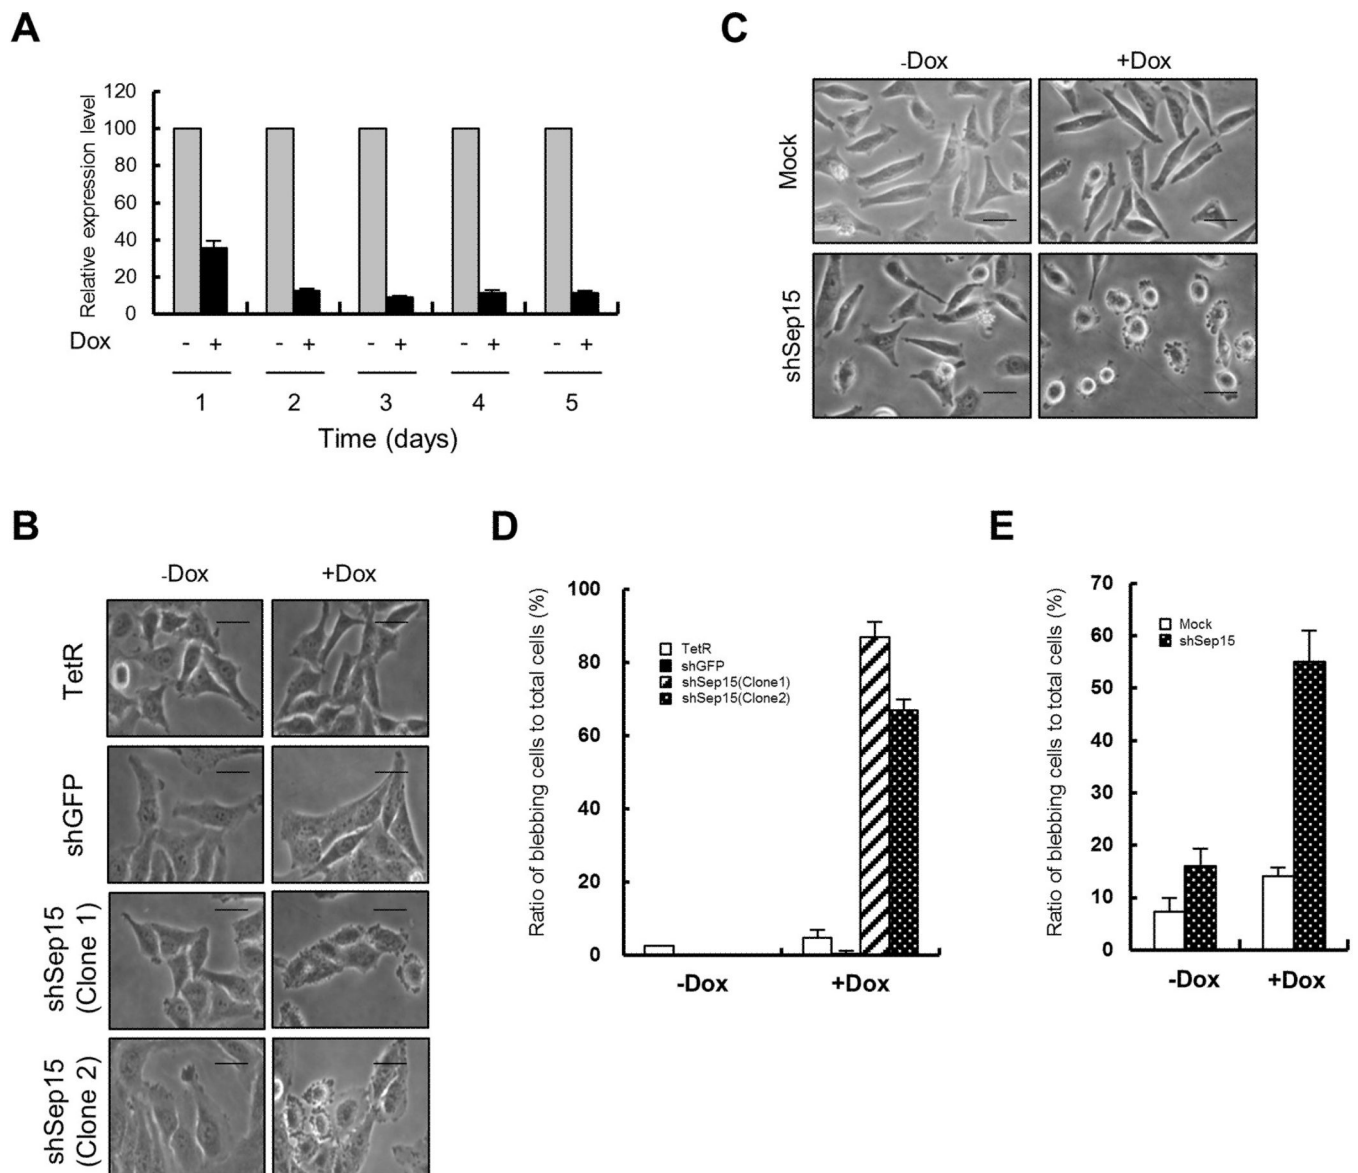 A
Relative expression level
120
100
80
60
40
20
0
Dox
- + - + - + - + - +
1 2 3 4 5
Time (days)
C
-Dox +Dox
Mock
shSep15
B
-Dox +Dox
TetR
shGFP
shSep15
(Clone 1)
shSep15
(Clone 2)
D
Ratio of blebbing cells to total cells (%)
100
80
60
40
20
0
TetR
shGFP
shSep15(Clone1)
shSep15(Clone2)
-Dox +Dox
E
Ratio of blebbing cells to total cells (%)
70
60
50
40
30
20
10
0
Mock
shSep15
-Dox +Dox